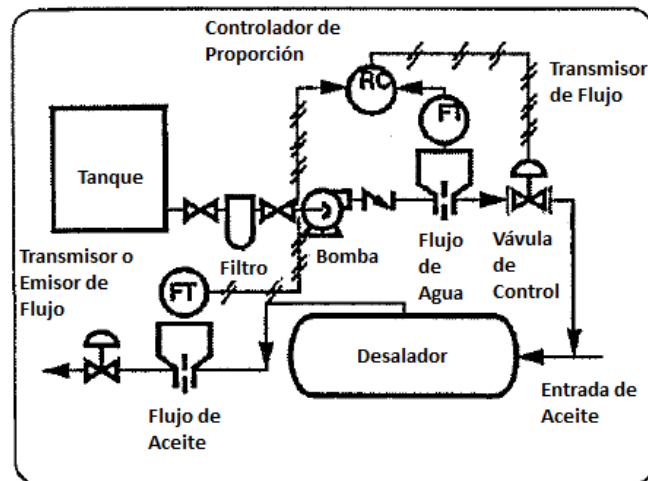 Controlador de
Proporción
RC
Transmisor
de Flujo
FT
Tanque
Transmisor o
Emisor de
Flujo
Filtro
Bomba
Flujo
de
Agua
Vávula
de
Control
FT
Desalador
Flujo de
Aceite
Entrada de
Aceite